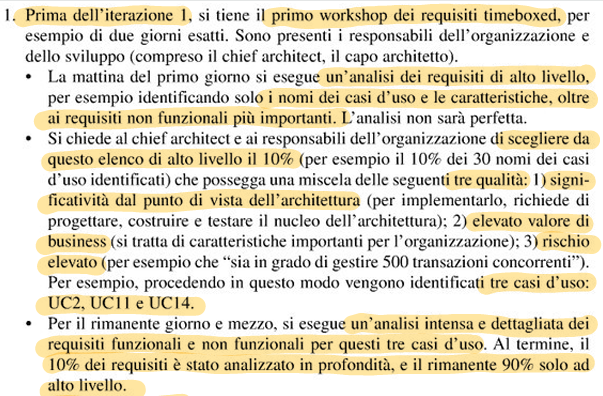 1. Prima dell'iterazione 1, si tiene il primo workshop dei requisiti timeboxed, per
esempio di due giorni esatti. Sono presenti i responsabili dell'organizzazione e
dello sviluppo (compreso il chief architect, il capo architetto).
• La mattina del primo giorno si esegue un'analisi dei requisiti di alto livello,
per esempio identificando solo i nomi dei casi d'uso e le caratteristiche, oltre
ai requisiti non funzionali più importanti. L'analisi non sarà perfetta.
• Si chiede al chief architect e ai responsabili dell'organizzazione di scegliere da
questo elenco di alto livello il 10% (per esempio il 10% dei 30 nomi dei casi
d'uso identificati) che possegga una miscela delle seguenti tre qualità: 1) signi-
ficatività dal punto di vista dell'architettura (per implementarlo, richiede di
progettare, costruire e testare il nucleo dell'architettura); 2) elevato valore di
business (si tratta di caratteristiche importanti per l'organizzazione); 3) rischio
elevato (per esempio che "sia in grado di gestire 500 transazioni concorrenti").
Per esempio, procedendo in questo modo vengono identificati tre casi d'uso:
UC2, UC11 e UC14.
• Per il rimanente giorno e mezzo, si esegue un'analisi intensa e dettagliata dei
requisiti funzionali e non funzionali per questi tre casi d'uso. Al termine, il
10% dei requisiti è stato analizzato in profondità, e il rimanente 90% solo ad
alto livello.